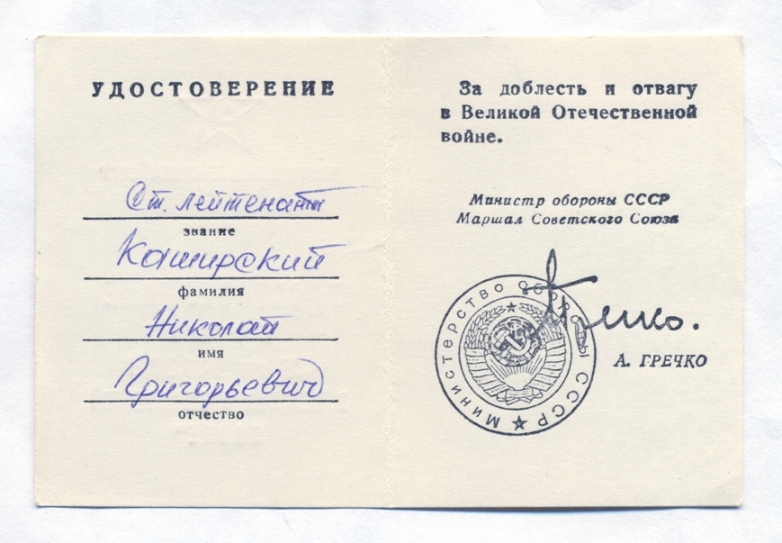 УДОСТОВЕРЕНИЕ
Ст. лейтенант
звание
Каширский
фамилия
Николай
имя
Григорьевич
отчество
За доблесть и отвагу
в Великой Отечественной
войне.
Министр обороны СССР
Маршал Советского Союза
Министерство обороны СССР
Гречко.
А. ГРЕЧКО